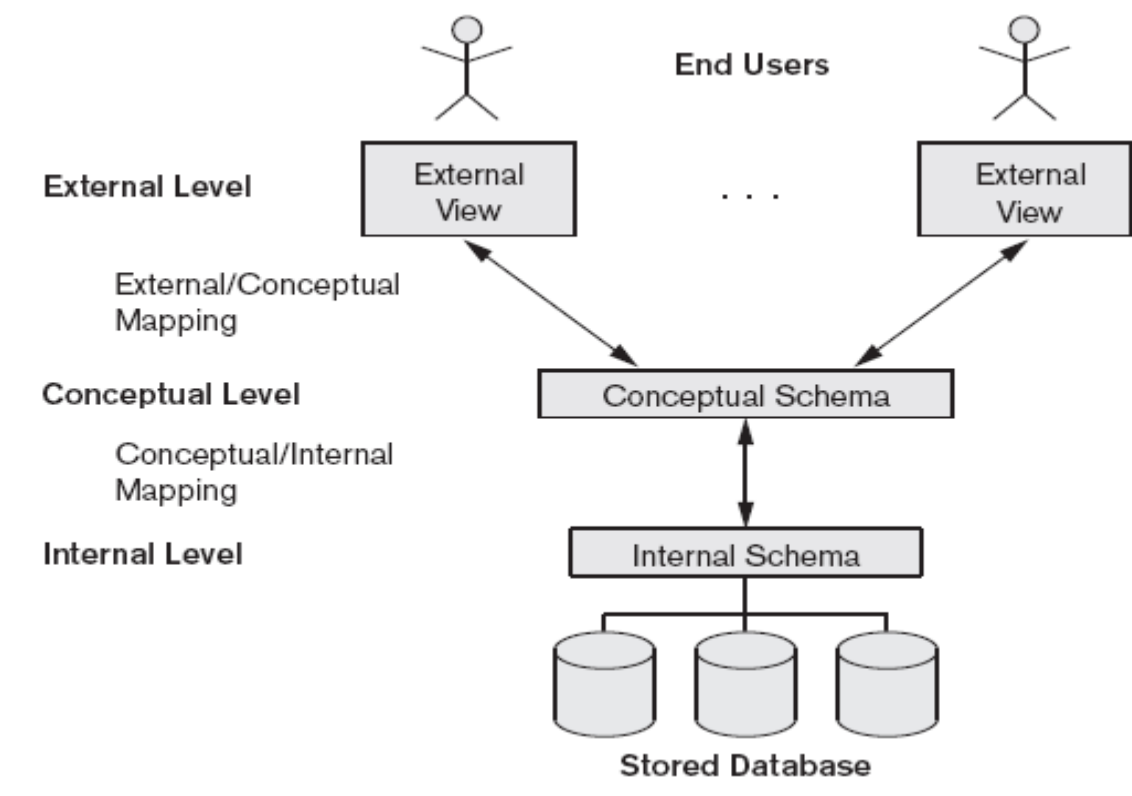 End Users
External Level
External
View
. . .
External
View
External/Conceptual
Mapping
Conceptual Level
Conceptual Schema
Conceptual/Internal
Mapping
Internal Level
Internal Schema
Stored Database